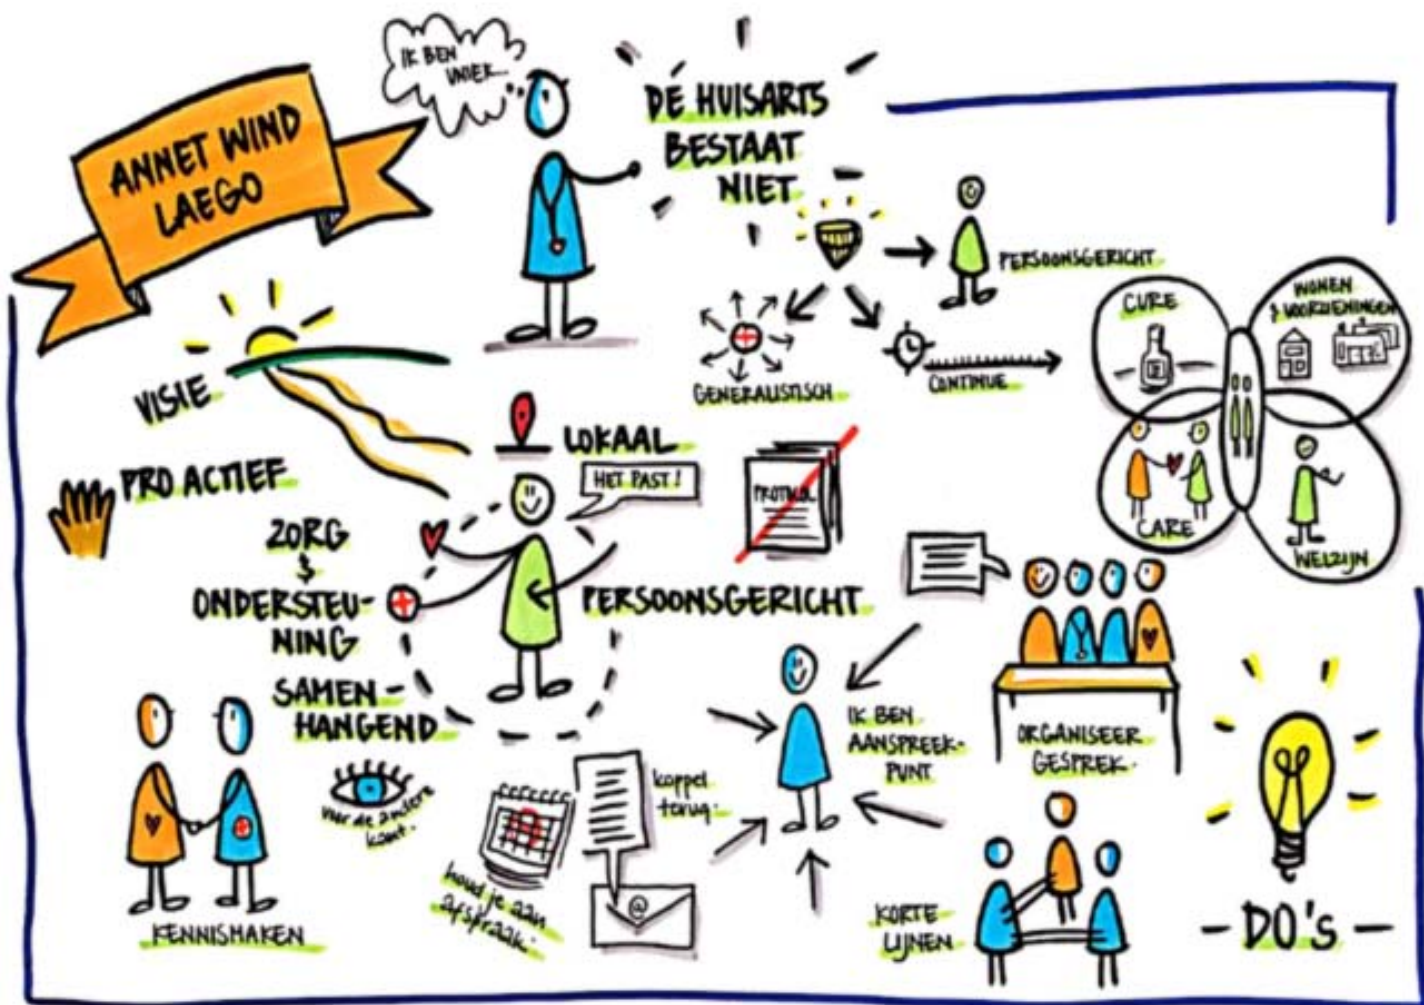 ANNET WIND
LAEGO
IK BEN
UNIEK...
DÉ HUISARTS
BESTAAT
NIET
PERSOONSGERICHT
GENERALISTISCH
CONTINUE
CURE
WONEN
& VOORZIENINGEN
CARE
WELZIJN
VISIE
PRO ACTIEF
LOKAAL
HET PAST!
PROTOCOL
ZORG
&
ONDERSTEU-
NING
PERSOONSGERICHT
SAMEN-
HANGEND
KENNISMAKEN
voor de andere
kant.
houd je aan
afspraak.
koppel
terug.
@
IK BEN
AANSPREEK-
PUNT
ORGANISEER
GESPREK.
KORTE
LIJNEN
- DO's -